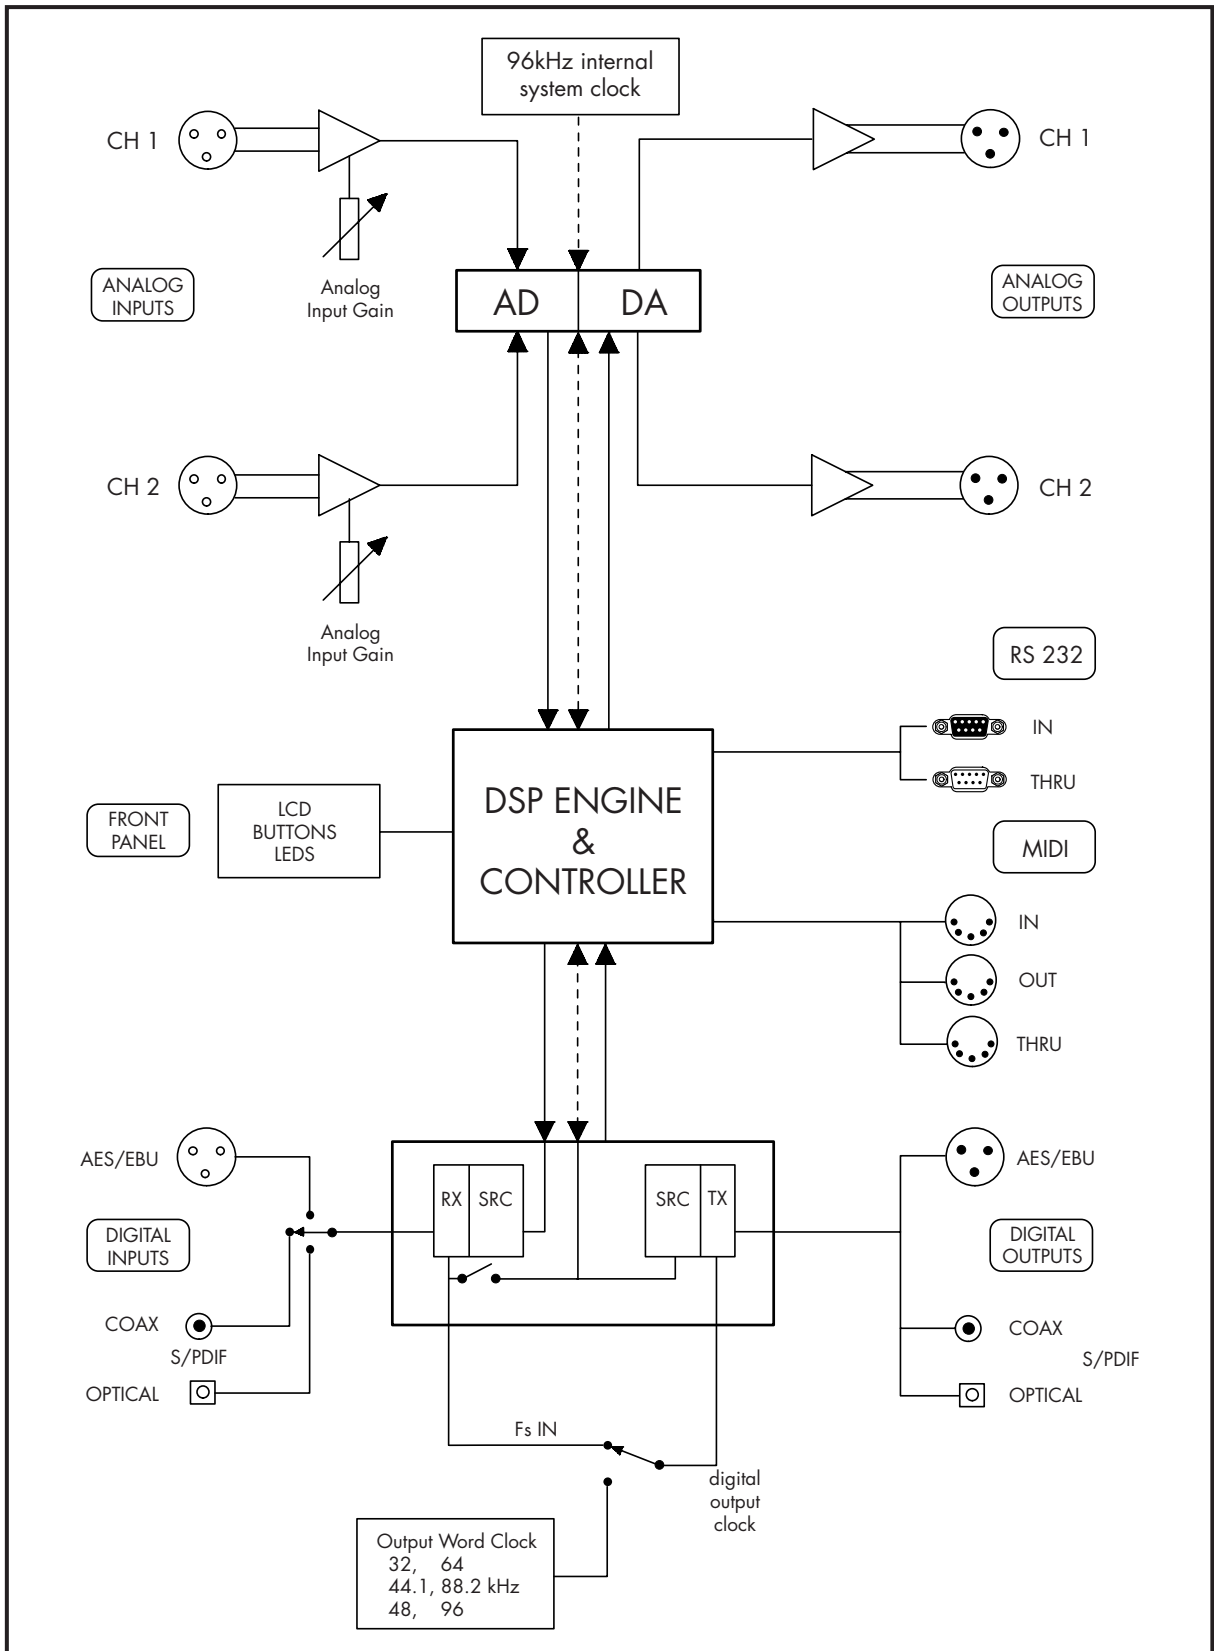 96kHz internal
system clock
CH 1
CH 1
ANALOG
INPUTS
Analog
Input Gain
AD
DA
ANALOG
OUTPUTS
CH 2
CH 2
Analog
Input Gain
RS 232
IN
THRU
FRONT
PANEL
LCD
BUTTONS
LEDS
DSP ENGINE
&
CONTROLLER
MIDI
IN
OUT
THRU
AES/EBU
RX
SRC
SRC
TX
AES/EBU
DIGITAL
INPUTS
DIGITAL
OUTPUTS
COAX
S/PDIF
OPTICAL
COAX
S/PDIF
OPTICAL
Fs IN
digital
output
clock
Output Word Clock
32, 64
44.1, 88.2 kHz
48, 96